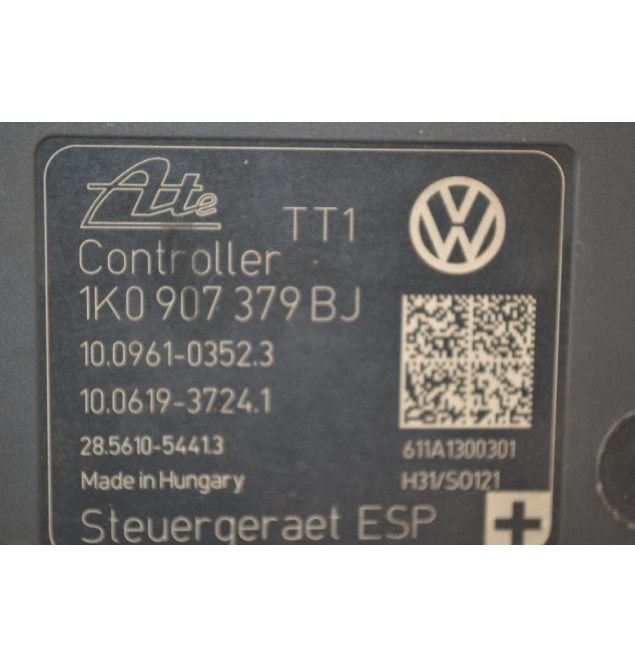 Ate TT1
Controller
1K0 907 379 BJ
10.0961-0352.3
10.0619-3724.1
28.5610-5441.3 611A1300301
Made in Hungary H31/SO121
Steuergeraet ESP +